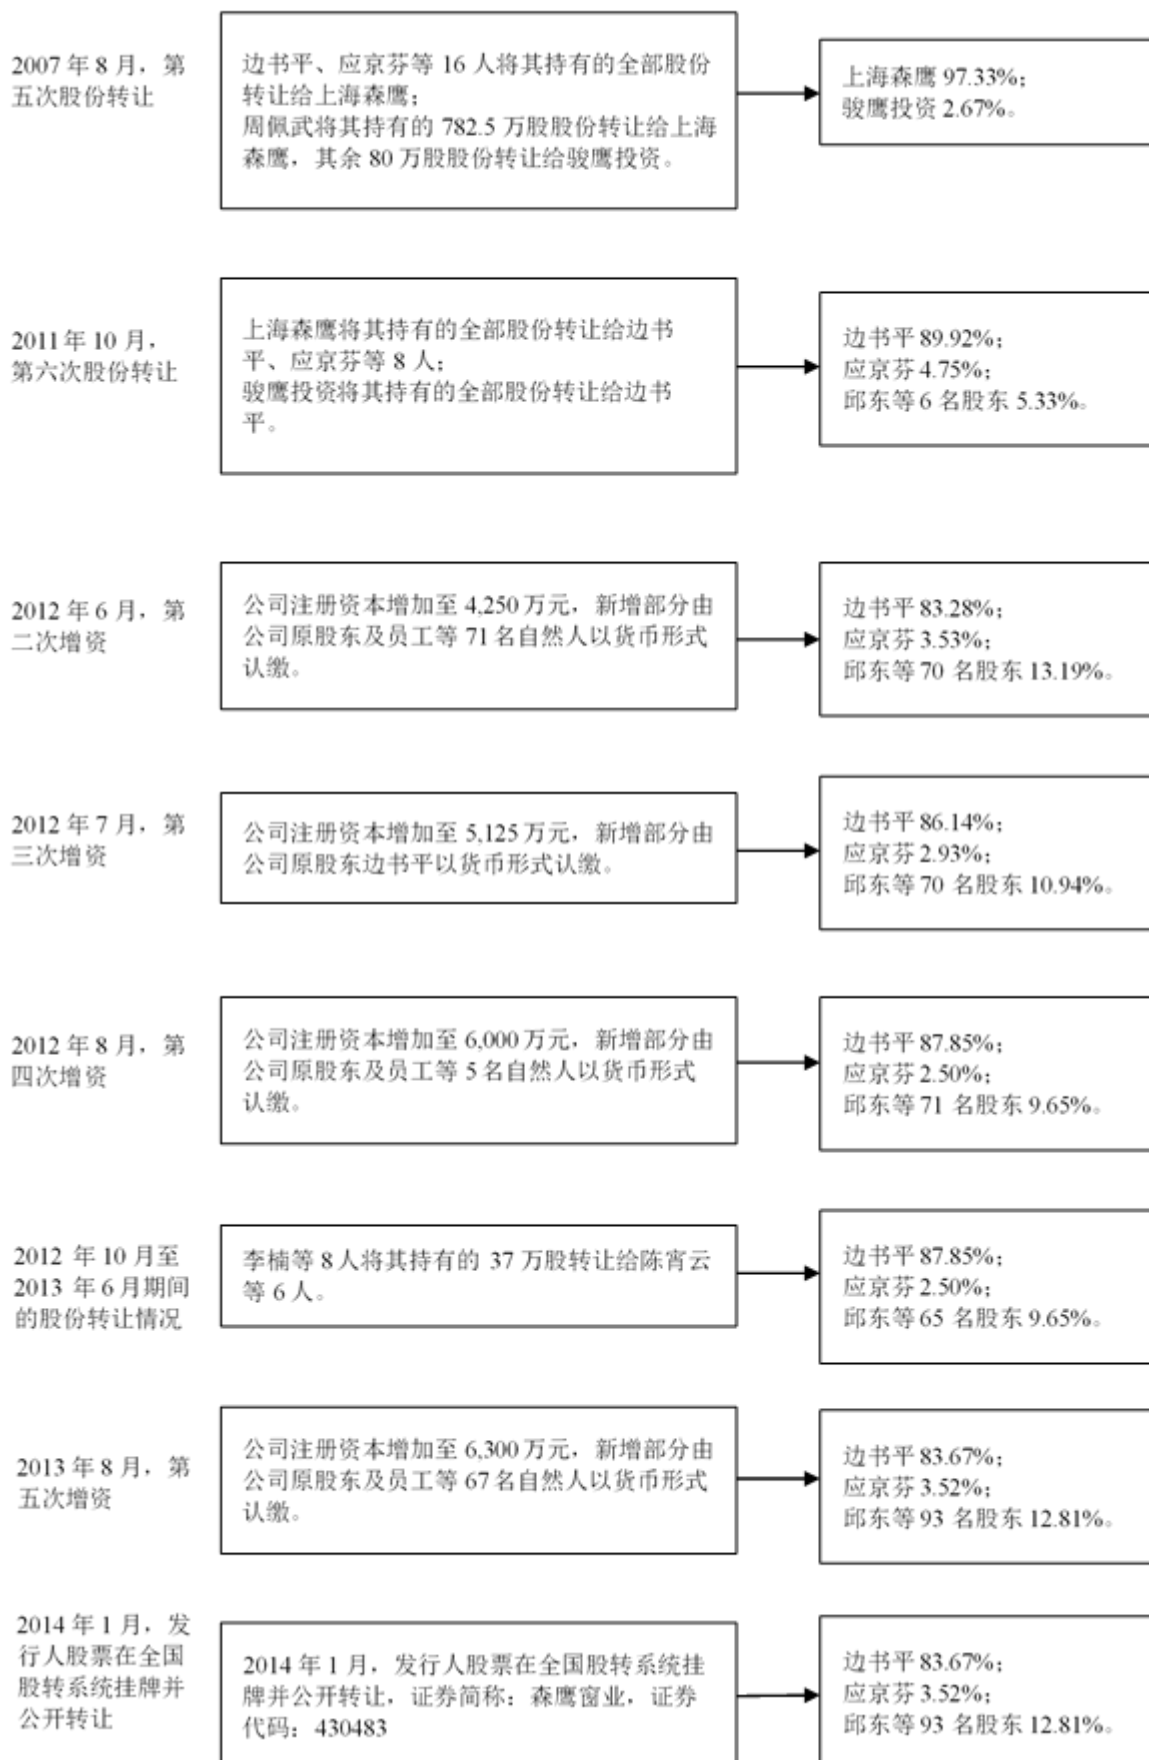 2007 年 8 月，第
五次股份转让
边书平、应京芬等 16 人将其持有的全部股份
转让给上海森鹰；
周佩武将其持有的 782.5 万股股份转让给上海
森鹰，其余 80 万股股份转让给骏鹰投资。
上海森鹰 97.33%；
骏鹰投资 2.67%。
2011 年 10 月，
第六次股份转让
上海森鹰将其持有的全部股份转让给边书
平、应京芬等 8 人；
骏鹰投资将其持有的全部股份转让给边书
平。
边书平 89.92%；
应京芬 4.75%；
邱东等 6 名股东 5.33%。
2012 年 6 月，第
二次增资
公司注册资本增加至 4,250 万元，新增部分由
公司原股东及员工等 71 名自然人以货币形式
认缴。
边书平 83.28%；
应京芬 3.53%；
邱东等 70 名股东 13.19%。
2012 年 7 月，第
三次增资
公司注册资本增加至 5,125 万元，新增部分由
公司原股东边书平以货币形式认缴。
边书平 86.14%；
应京芬 2.93%；
邱东等 70 名股东 10.94%。
2012 年 8 月，第
四次增资
公司注册资本增加至 6,000 万元，新增部分由
公司原股东及员工等 5 名自然人以货币形式
认缴。
边书平 87.85%；
应京芬 2.50%；
邱东等 71 名股东 9.65%。
2012 年 10 月至
2013 年 6 月期间
的股份转让情况
李楠等 8 人将其持有的 37 万股转让给陈宵云
等 6 人。
边书平 87.85%；
应京芬 2.50%；
邱东等 65 名股东 9.65%。
2013 年 8 月，第
五次增资
公司注册资本增加至 6,300 万元，新增部分由
公司原股东及员工等 67 名自然人以货币形式
认缴。
边书平 83.67%；
应京芬 3.52%；
邱东等 93 名股东 12.81%。
2014 年 1 月，发
行人股票在全国
股转系统挂牌并
公开转让
2014 年 1 月，发行人股票在全国股转系统挂
牌并公开转让，证券简称：森鹰窗业，证券
代码：430483
边书平 83.67%；
应京芬 3.52%；
邱东等 93 名股东 12.81%。